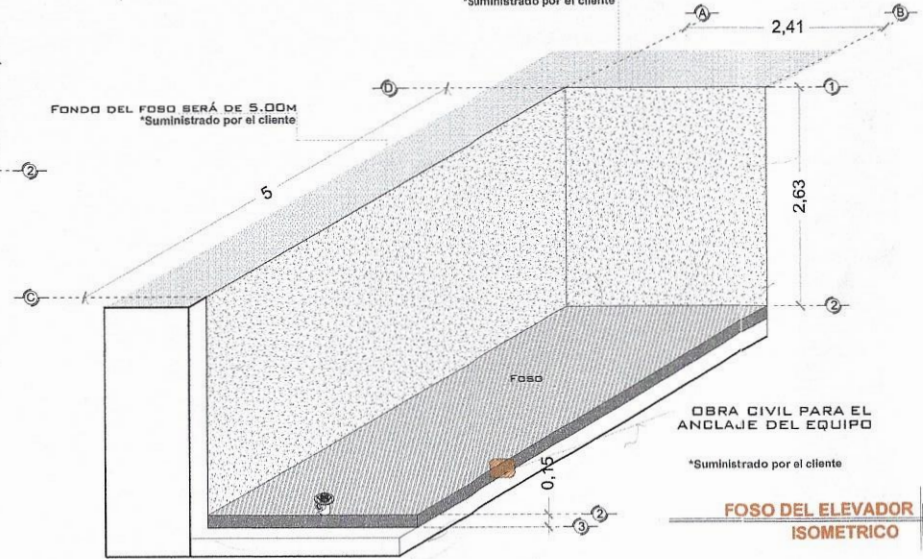 *Suministrado por el cliente
A
B
2,41
D
1
FONDO DEL FOSO SERÁ DE 5.00M
*Suministrado por el cliente
2
5
2,63
C
2
FOSO
OBRA CIVIL PARA EL
ANCLAJE DEL EQUIPO
*Suministrado por el cliente
0,15
2
3
FOSO DEL ELEVADOR
ISOMETRICO